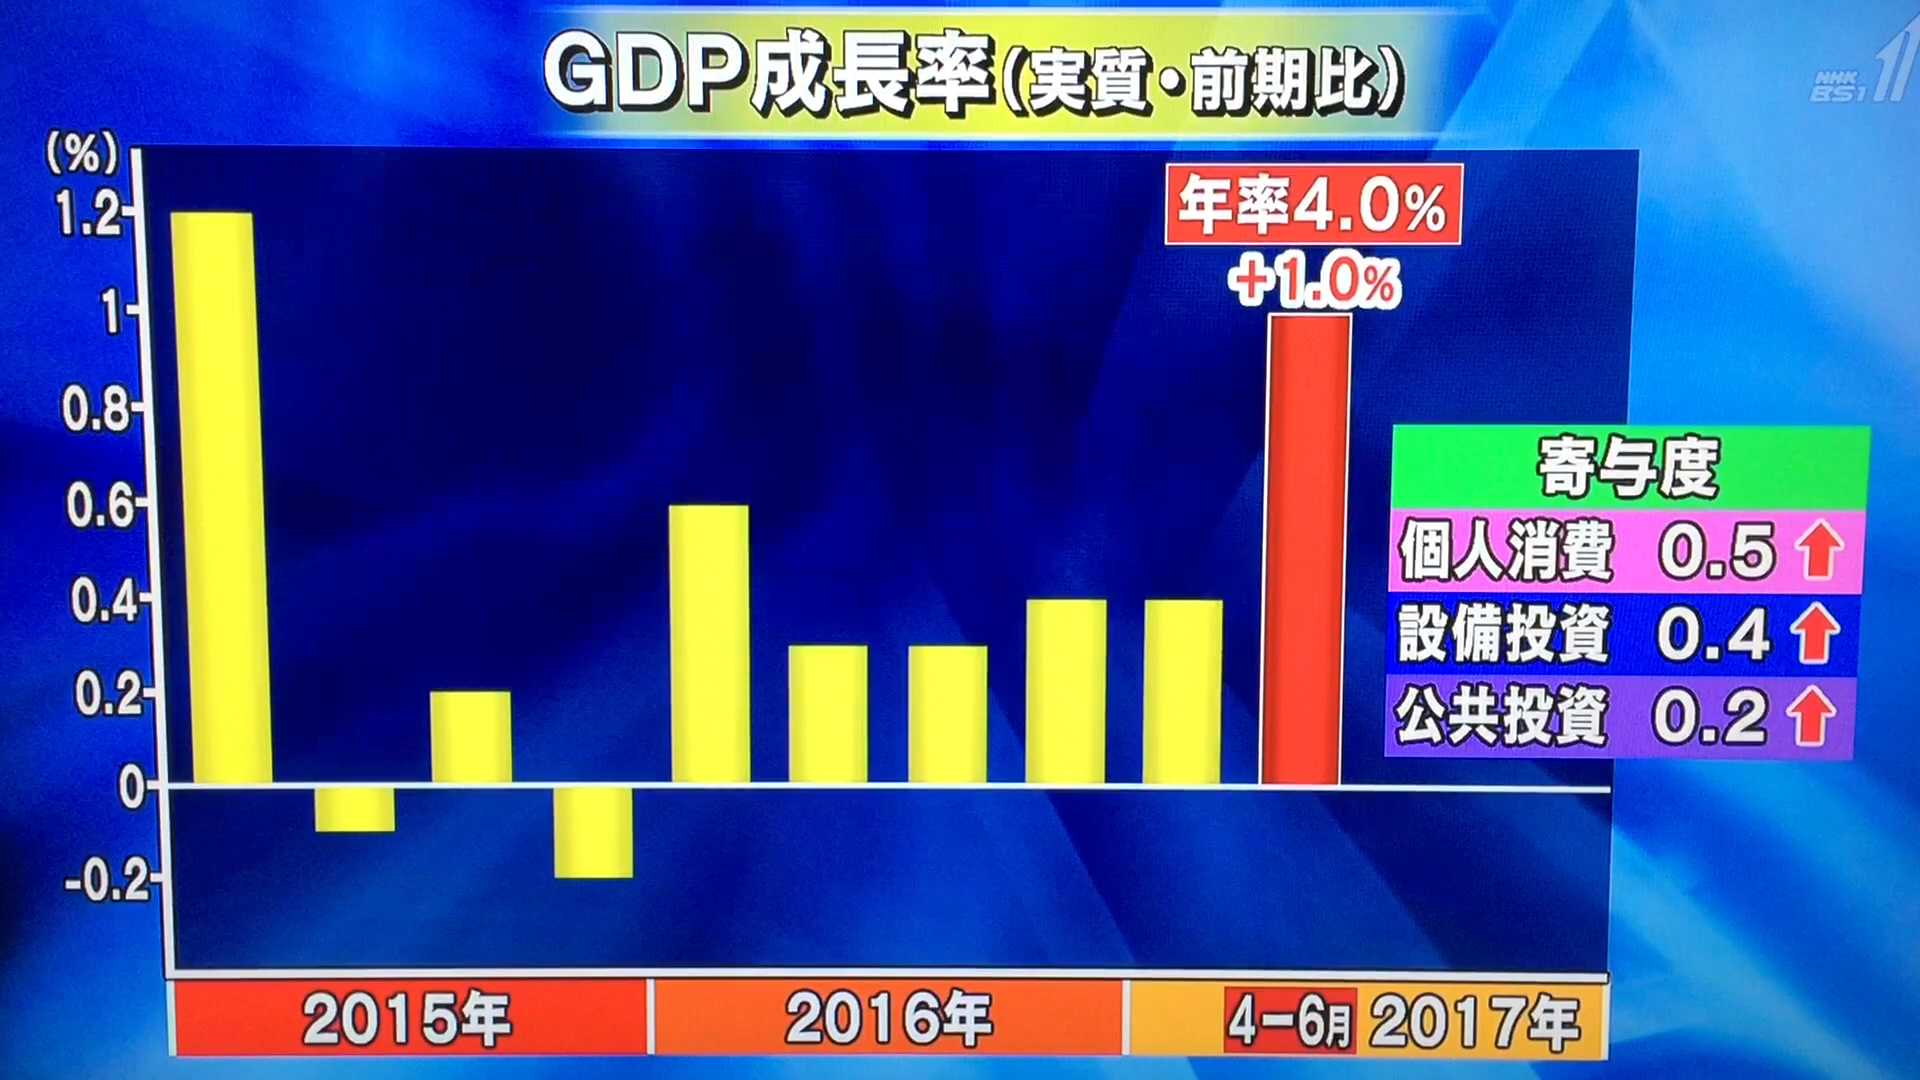 GDP成長率(実質・前期比)
NHK BS1
(%)
1.2
1
0.8
0.6
0.4
0.2
0
-0.2
年率4.0%
+1.0%
寄与度
個人消費 0.5
設備投資 0.4
公共投資 0.2
2015年
2016年
4-6月 2017年